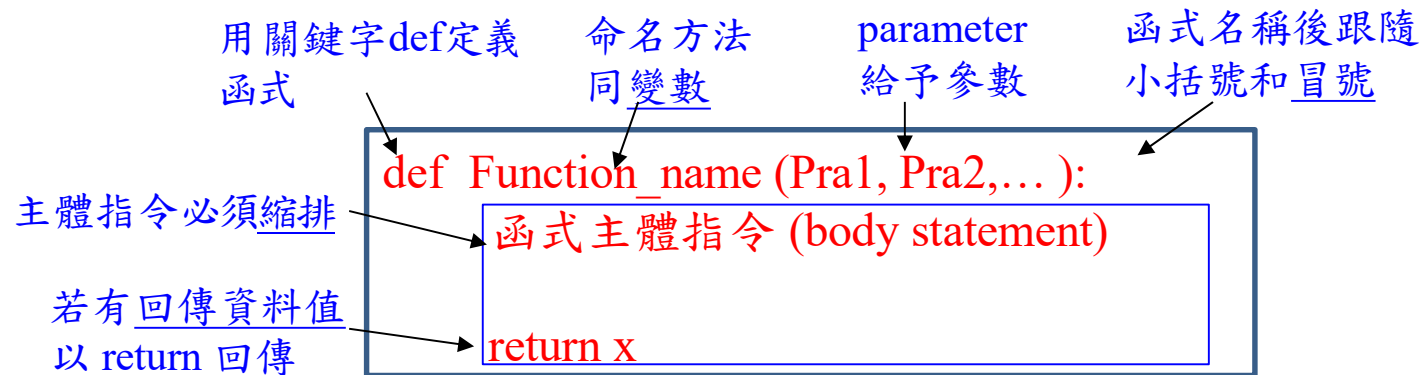 用關鍵字def定義
函式
命名方法
同變數
parameter
給予參數
函式名稱後跟隨
小括號和冒號
def Function_name (Pra1, Pra2,… ):
主體指令必須縮排
函式主體指令 (body statement)
若有回傳資料值
以 return 回傳
return x